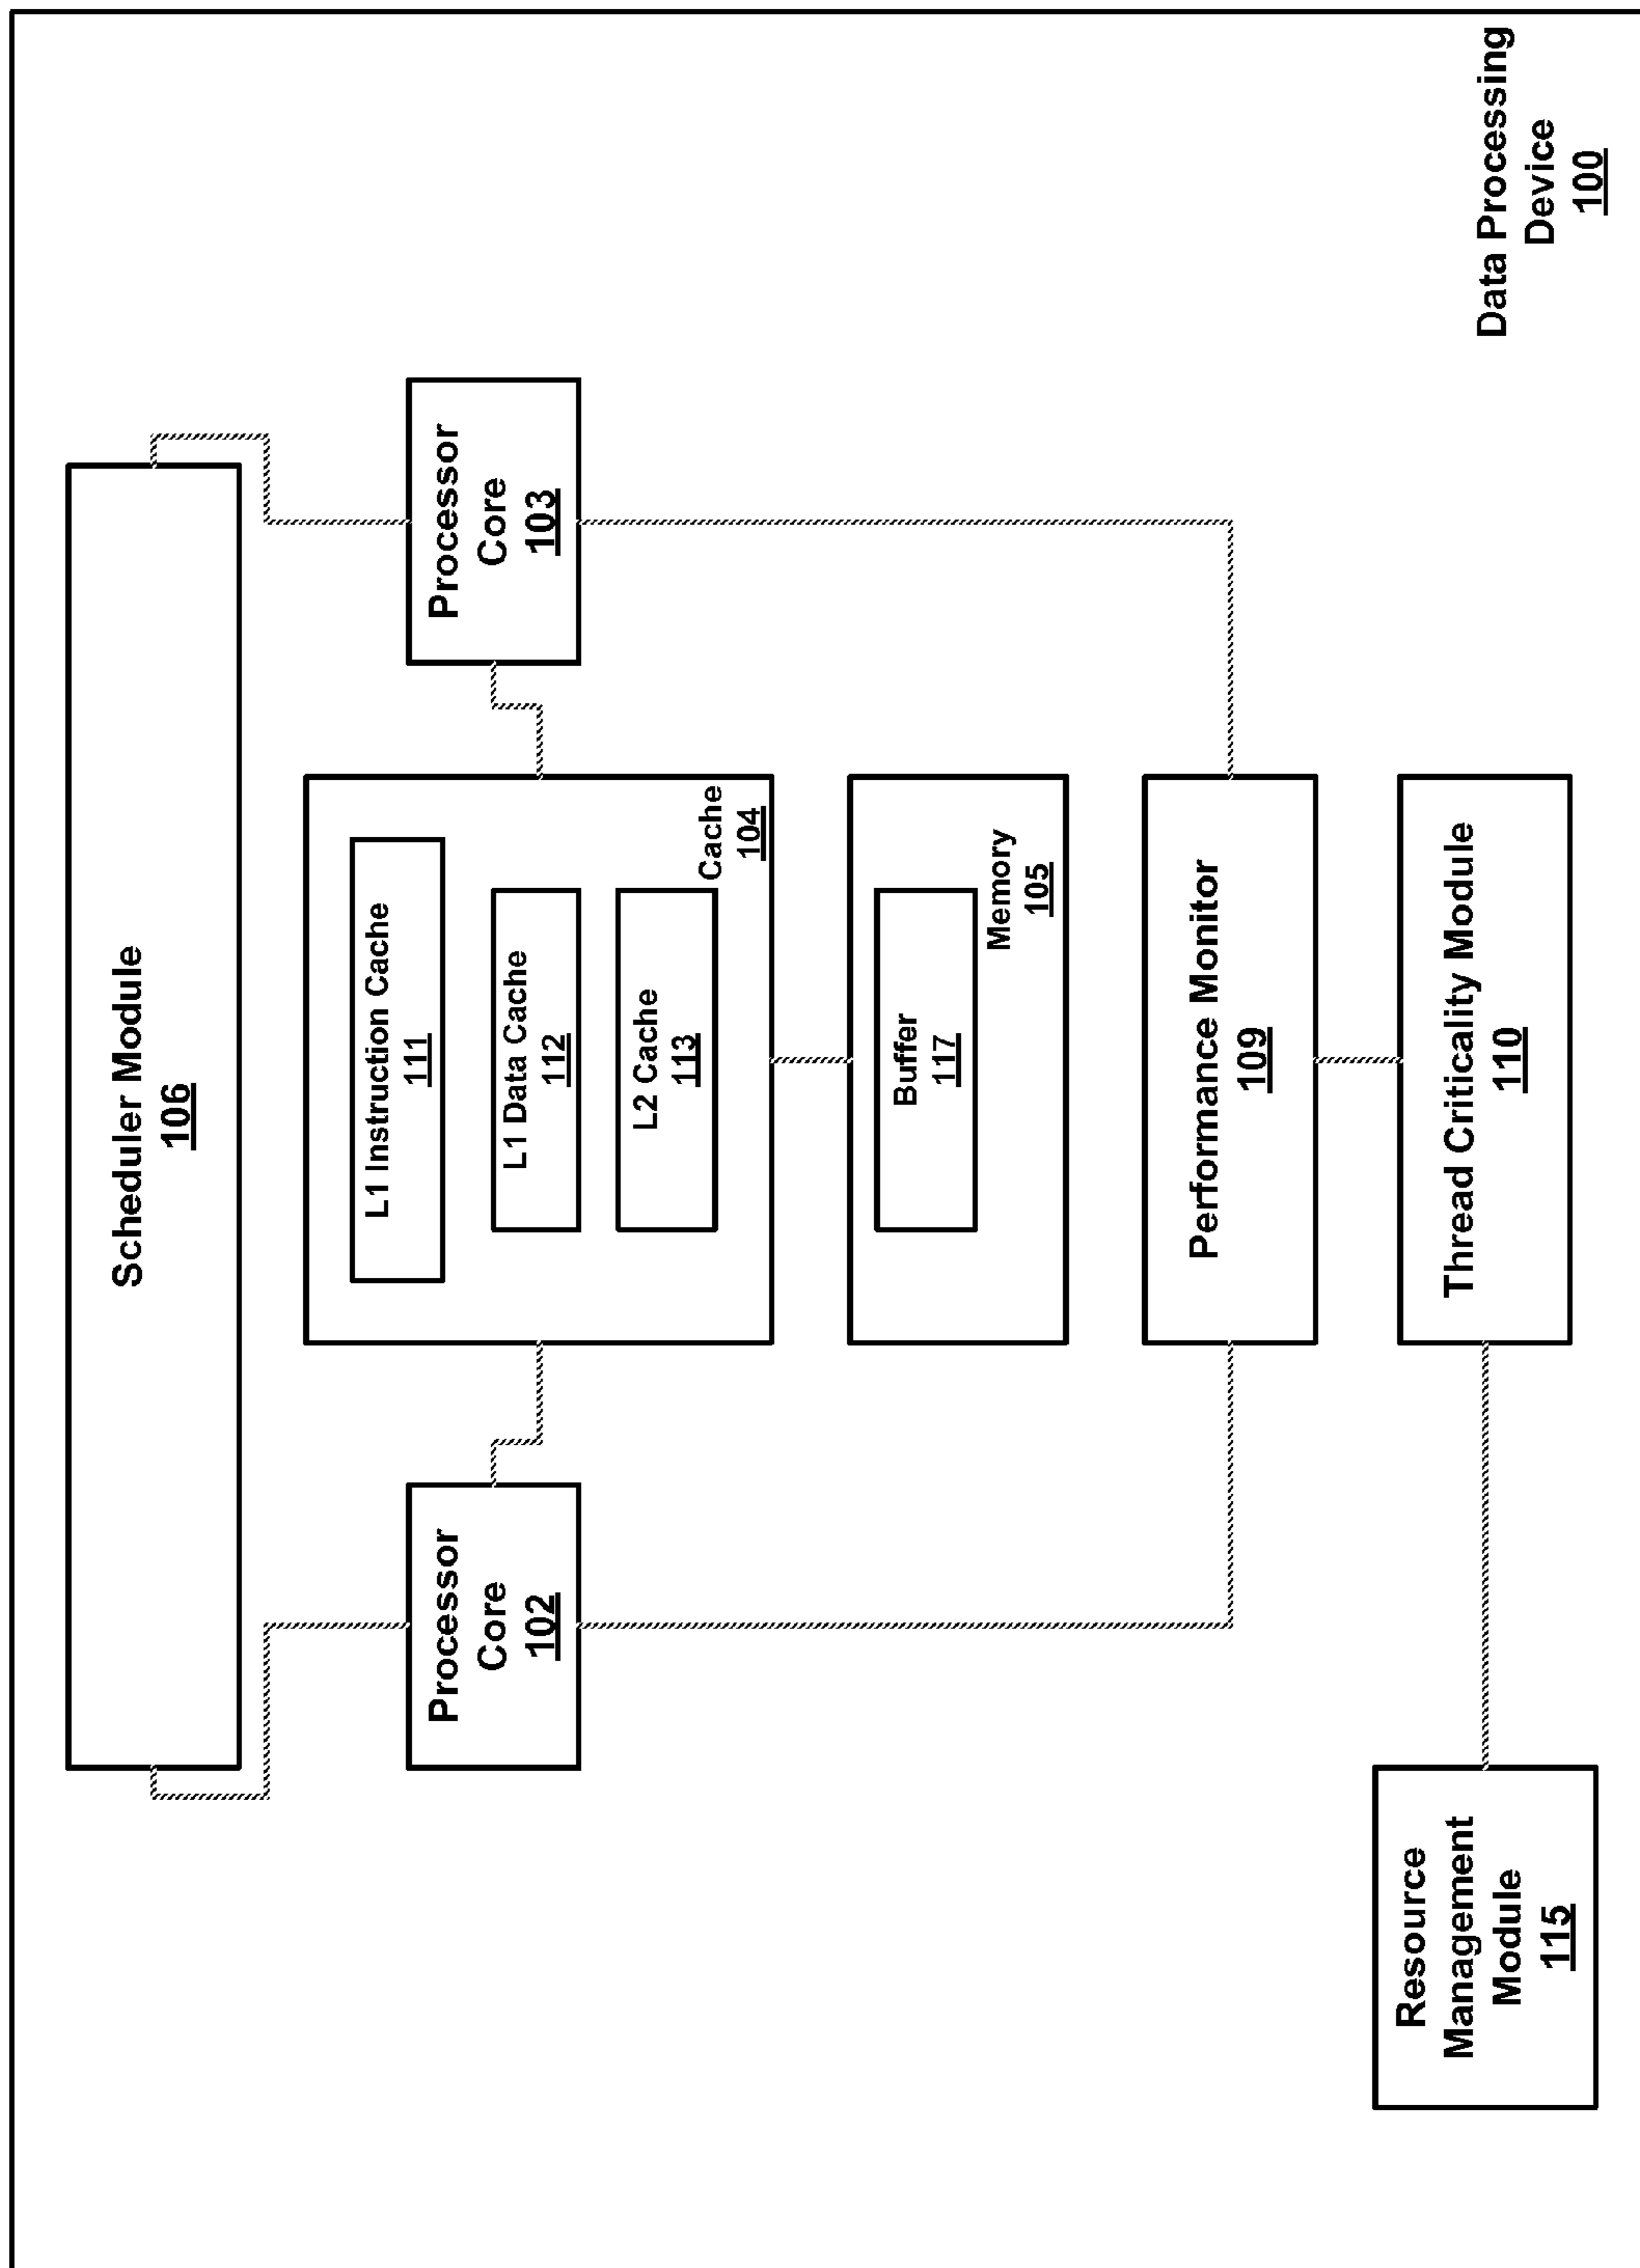 Scheduler Module
106
Processor
Core
102
L1 Instruction Cache
111
L1 Data Cache
112
L2 Cache
113
Cache
104
Processor
Core
103
Buffer
117
Memory
105
Performance Monitor
109
Resource
Management
Module
115
Thread Criticality Module
110
Data Processing
Device
100